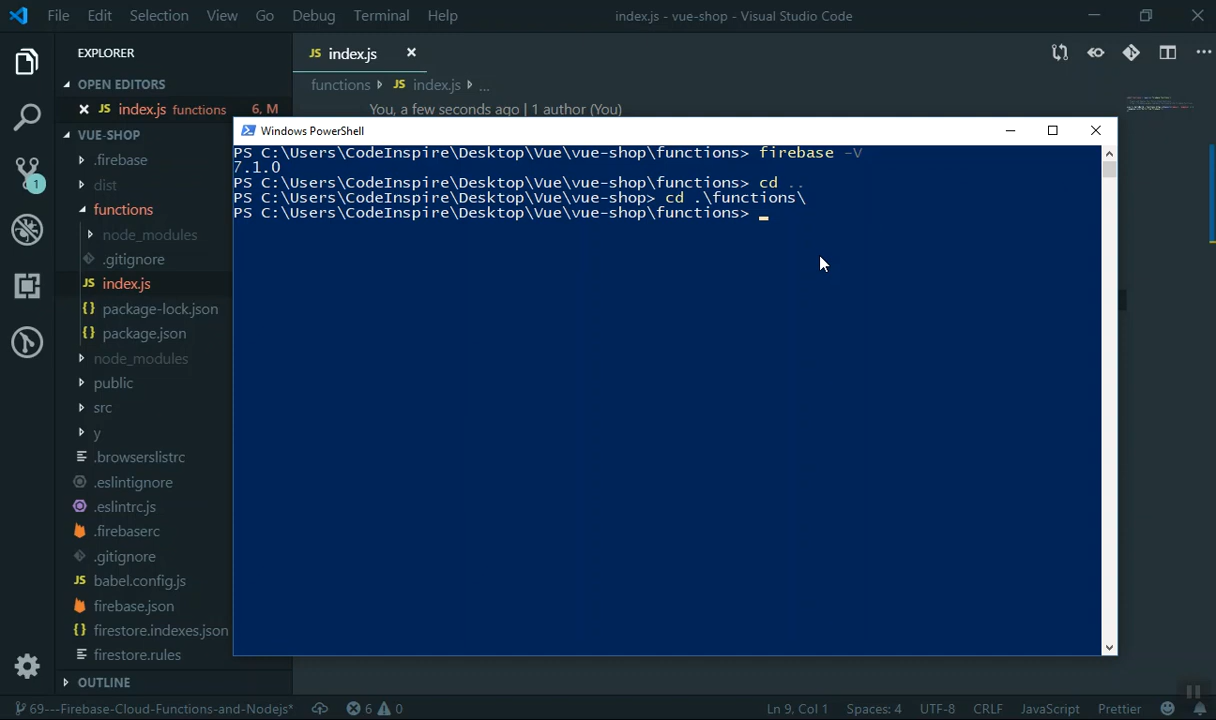 File Edit Selection View Go Debug Terminal Help
index.js - vue-shop - Visual Studio Code
EXPLORER
OPEN EDITORS
JS index.js functions 6, M
VUE-SHOP
.firebase
dist
functions
node_modules
.gitignore
JS index.js
{} package-lock.json
{} package.json
node_modules
public
src
y
.browserslistrc
.eslintignore
.eslintrc.js
.firebaserc
.gitignore
JS babel.config.js
firebase.json
{} firestore.indexes.json
firestore.rules
OUTLINE
1
JS index.js
functions JS index.js ...
You, a few seconds ago | 1 author (You)
Windows PowerShell
PS C:\Users\CodeInspire\Desktop\Vue\vue-shop\functions> firebase -V
7.1.0
PS C:\Users\CodeInspire\Desktop\Vue\vue-shop\functions> cd ..
PS C:\Users\CodeInspire\Desktop\Vue\vue-shop> cd .\functions\
PS C:\Users\CodeInspire\Desktop\Vue\vue-shop\functions>
69---Firebase-Cloud-Functions-and-Nodejs* 6 0
Ln 9, Col 1 Spaces: 4 UTF-8 CRLF JavaScript Prettier